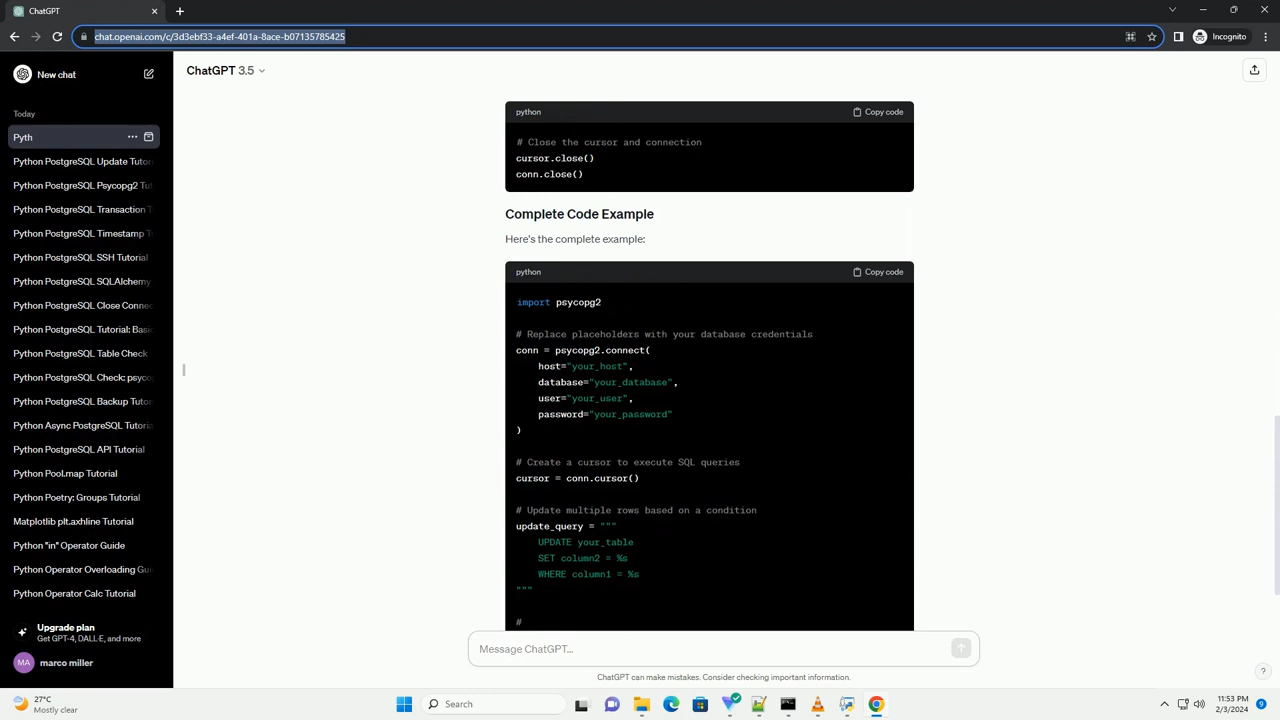 ChatGPT
chat.openai.com/c/3d3ebf33-a4ef-401a-8ace-b07135785425
Incognito
New chat
Today
Pyth
Python PostgreSQL Update Tutor
Python PostgreSQL Psycopg2 Tut
Python PostgreSQL Transaction T
Python PostgreSQL Timestamp T
Python PostgreSQL SSH Tutorial
Python PostgreSQL SQLAlchemy
Python PostgreSQL Close Connec
Python PostgreSQL Tutorial: Basic
Python PostgreSQL Table Check
Python PostgreSQL Check: psycop
Python PostgreSQL Backup Tutor
Python Async PostgreSQL Tutoria
Python PostgreSQL API Tutorial
Python Pool.map Tutorial
Python Poetry: Groups Tutorial
Matplotlib plt.axhline Tutorial
Python "in" Operator Guide
Python Operator Overloading Gui
Python Operator Calc Tutorial
Upgrade plan
Get GPT-4, DALL·E, and more
MA marco miller
ChatGPT 3.5
python Copy code
# Close the cursor and connection
cursor.close()
conn.close()
Complete Code Example
Here's the complete example:
python Copy code
import psycopg2
# Replace placeholders with your database credentials
conn = psycopg2.connect(
host="your_host",
database="your_database",
user="your_user",
password="your_password"
)
# Create a cursor to execute SQL queries
cursor = conn.cursor()
# Update multiple rows based on a condition
update_query = """
UPDATE your_table
SET column2 = %s
WHERE column1 = %s
"""
#
Message ChatGPT...
ChatGPT can make mistakes. Consider checking important information.
?
27°C
Mostly clear
Search
11:53 PM
2/3/2024
9